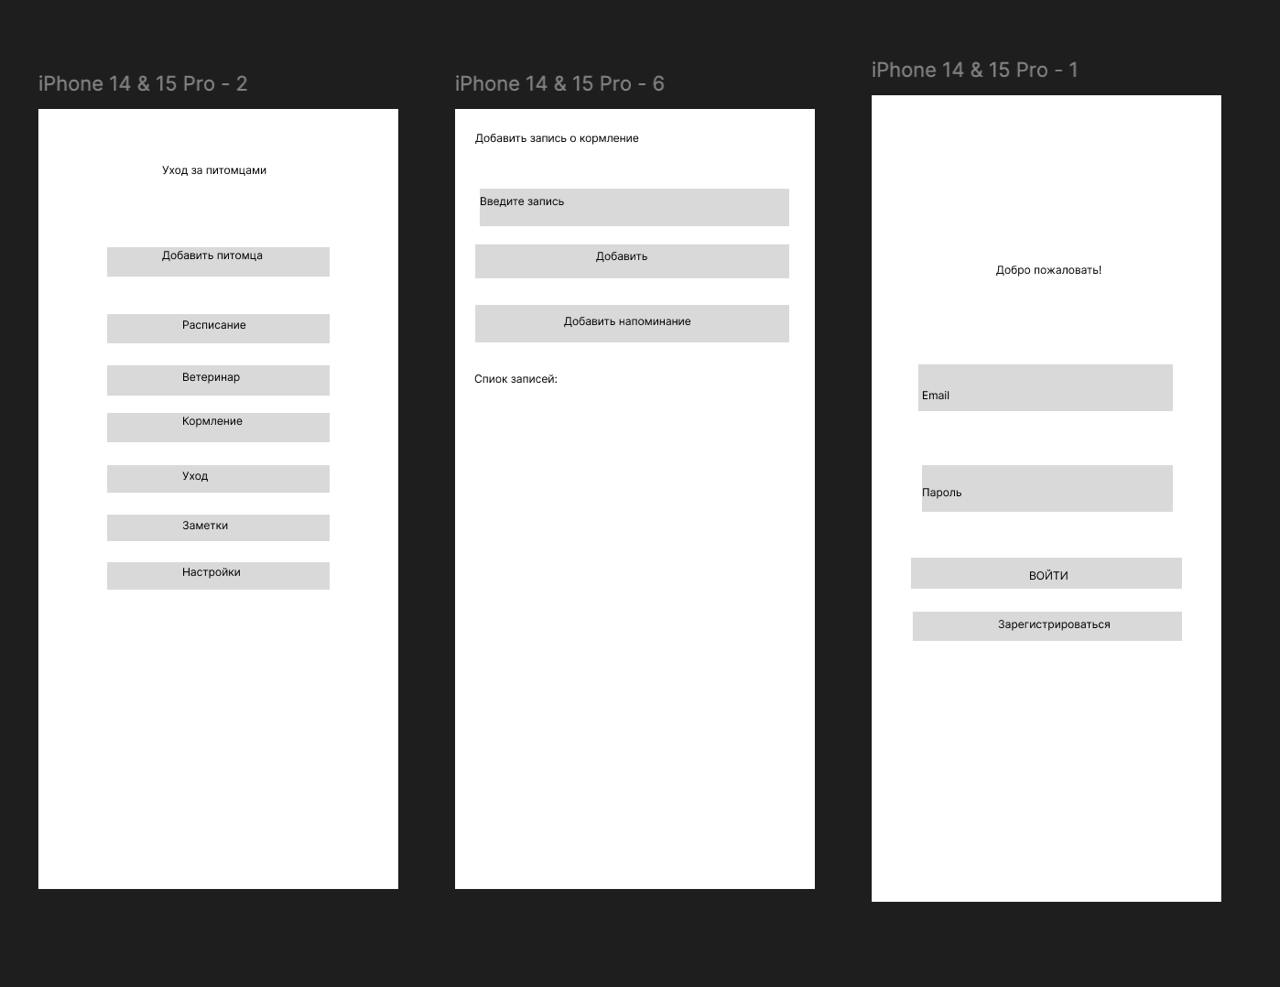 iPhone 14 & 15 Pro - 2
Уход за питомцами
Добавить питомца
Расписание
Ветеринар
Кормление
Уход
Заметки
Настройки
iPhone 14 & 15 Pro - 6
Добавить запись о кормление
Введите запись
Добавить
Добавить напоминание
Спиок записей:
iPhone 14 & 15 Pro - 1
Добро пожаловать!
Email
Пароль
ВОЙТИ
Зарегистрироваться